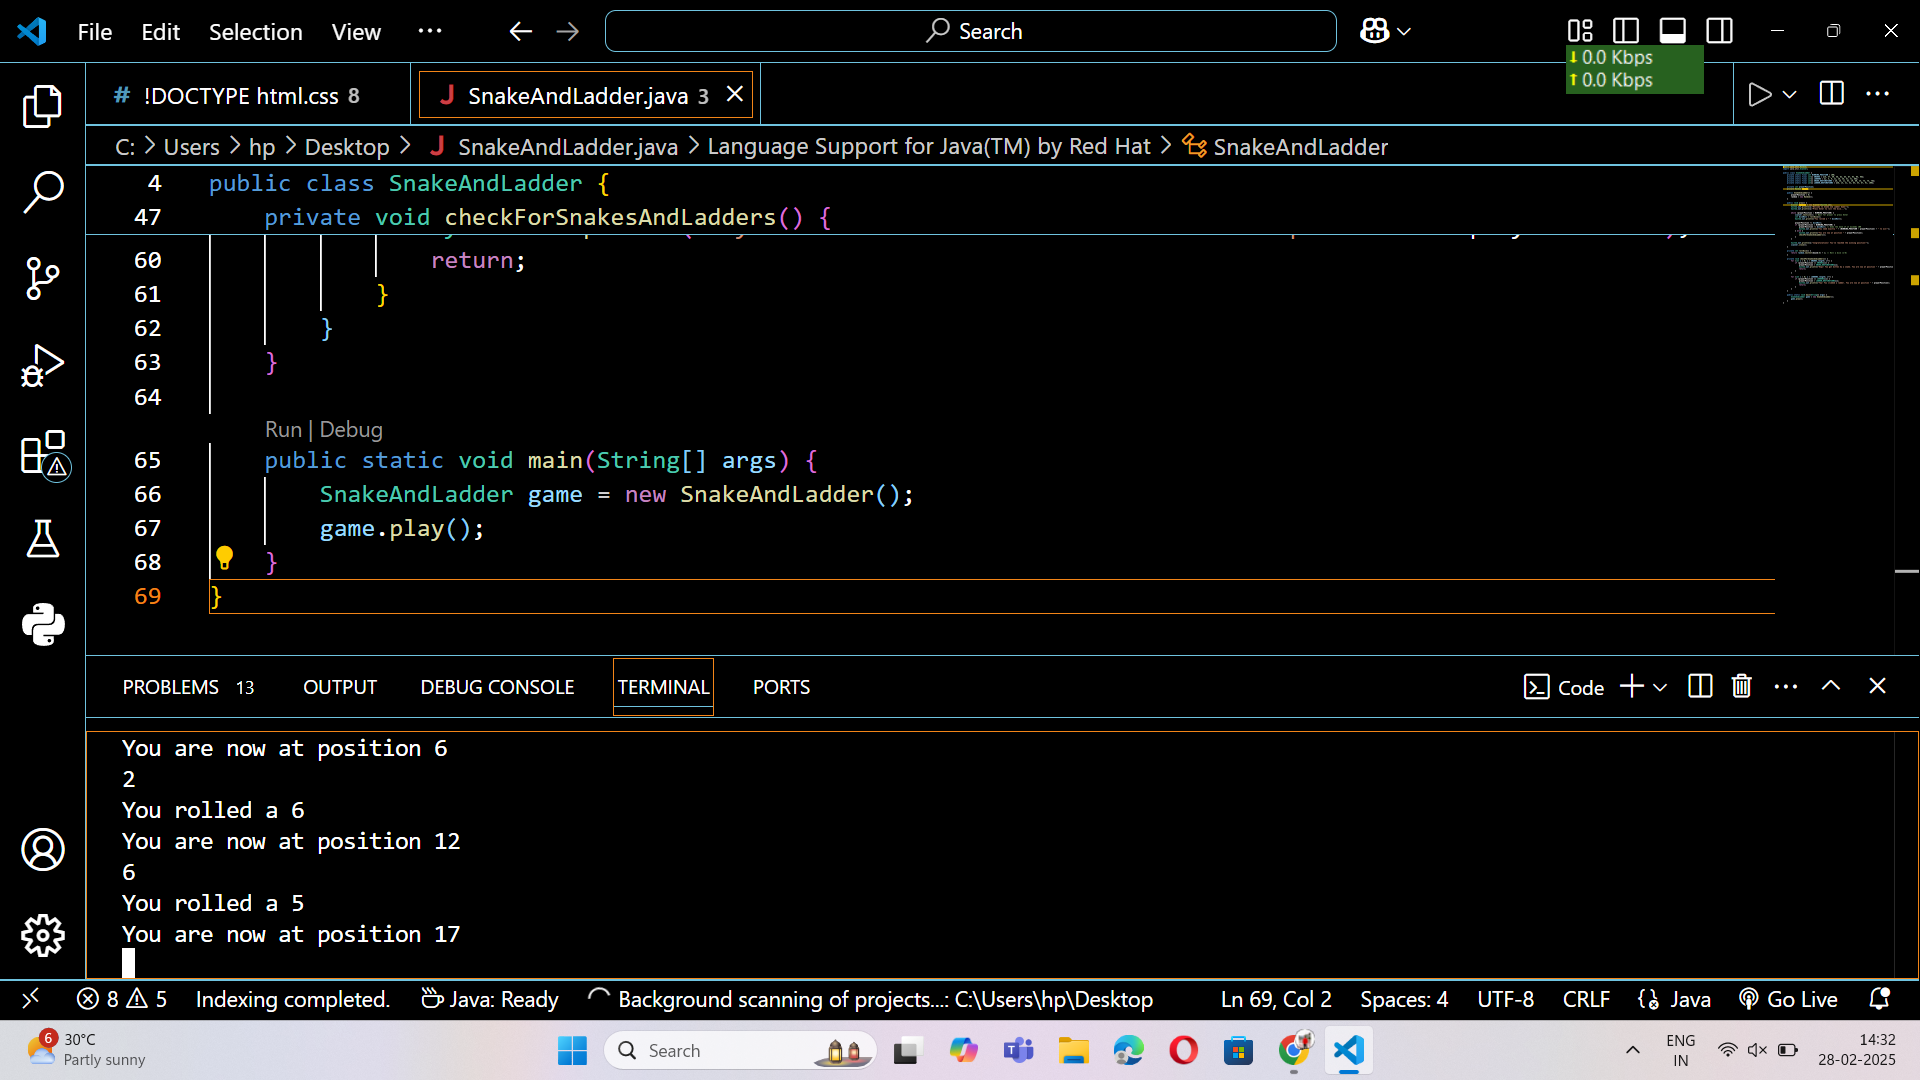 File Edit Selection View ··· Search
0.0 Kbps
0.0 Kbps
# !DOCTYPE html.css 8 J SnakeAndLadder.java 3
C: > Users > hp > Desktop > J SnakeAndLadder.java > Language Support for Java(TM) by Red Hat > SnakeAndLadder
4 public class SnakeAndLadder {
47 private void checkForSnakesAndLadders() {
60 return;
61 }
62 }
63 }
64
Run | Debug
65 public static void main(String[] args) {
66 SnakeAndLadder game = new SnakeAndLadder();
67 game.play();
68 }
69 }
PROBLEMS 13 OUTPUT DEBUG CONSOLE TERMINAL PORTS Code
You are now at position 6
2
You rolled a 6
You are now at position 12
6
You rolled a 5
You are now at position 17
8 5 Indexing completed. Java: Ready Background scanning of projects...: C:\Users\hp\Desktop Ln 69, Col 2 Spaces: 4 UTF-8 CRLF Java Go Live
6 30°C
Partly sunny
Search
ENG
IN
14:32
28-02-2025